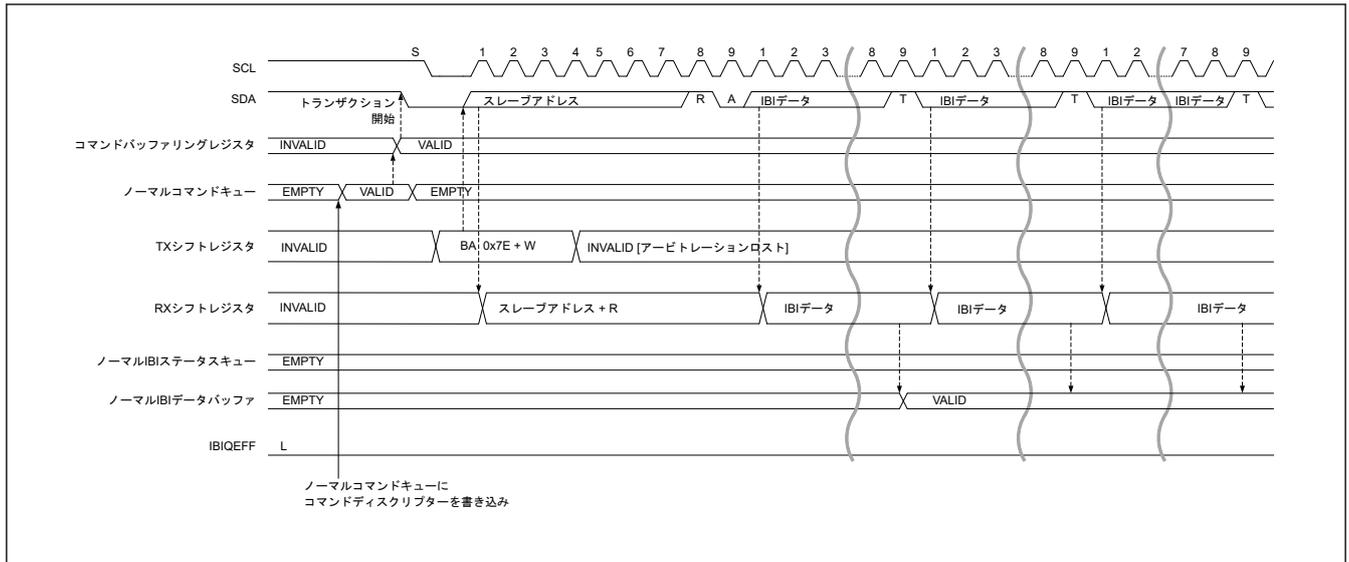 S 1 2 3 4 5 6 7 8 9 1 2 3 8 9 1 2 3 8 9 1 2 7 8 9
SCL
SDA トランザクション開始 スレーブアドレス R A IBIデータ T IBIデータ T IBIデータ IBIデータ T
コマンドバッファリングレジスタ INVALID VALID
ノーマルコマンドキュー EMPTY VALID EMPTY
TXシフトレジスタ INVALID BA 0x7E + W INVALID [アービトレーションロスト]
RXシフトレジスタ INVALID スレーブアドレス + R IBIデータ IBIデータ IBIデータ
ノーマルIBIステータスキュー EMPTY
ノーマルIBIデータバッファ EMPTY VALID
IBIQEFF L
ノーマルコマンドキューに
コマンドディスクリプターを書き込み